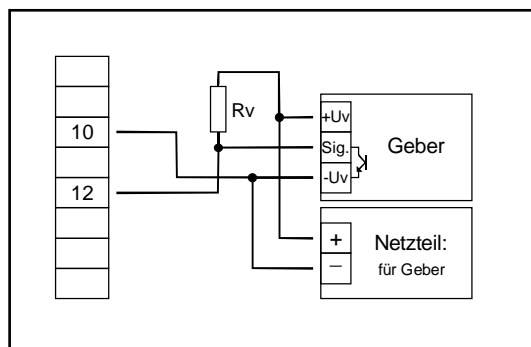 10
12
Rv
+Uv
Sig.
-Uv
Geber
+
–
Netzteil:
für Geber